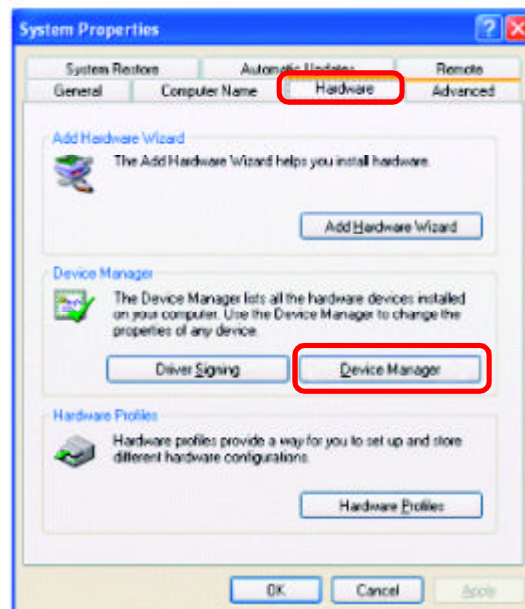 System Properties
System Restore Automatic Updates Remote
General Computer Name Hardware Advanced
Add Hardware Wizard
The Add Hardware Wizard helps you install hardware.
Add Hardware Wizard
Device Manager
The Device Manager lists all the hardware devices installed
on your computer. Use the Device Manager to change the
properties of any device.
Driver Signing Device Manager
Hardware Profiles
Hardware profiles provide a way for you to set up and store
different hardware configurations.
Hardware Profiles
OK Cancel Apply